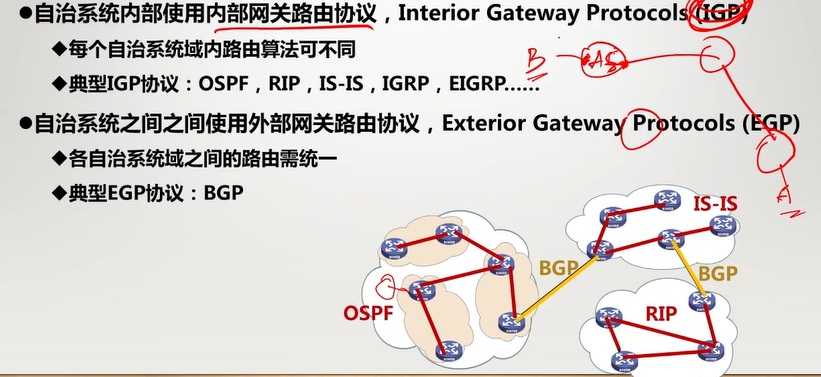 ●自治系统内部使用内部网关路由协议，Interior Gateway Protocols (IGP)
◆每个自治系统域内路由算法可不同
B AS
◆典型IGP协议：OSPF，RIP，IS-IS，IGRP，EIGRP……
●自治系统之间之间使用外部网关路由协议，Exterior Gateway Protocols (EGP)
◆各自治系统域之间的路由需统一
◆典型EGP协议：BGP
A
IS-IS
BGP
BGP
OSPF
RIP